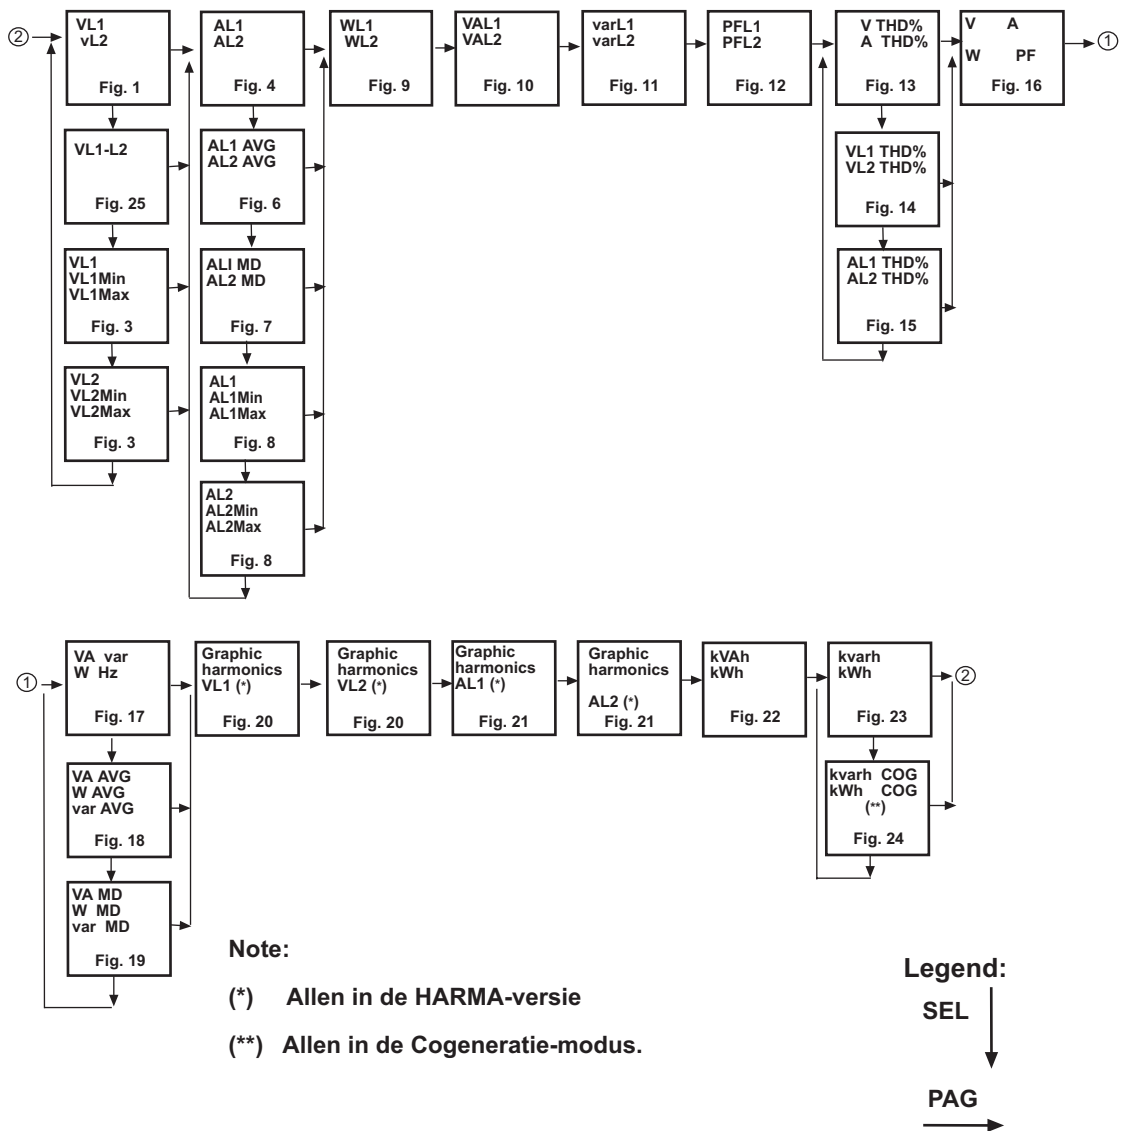 ②
VL1
vL2
Fig. 1
AL1
AL2
Fig. 4
WL1
WL2
Fig. 9
VAL1
VAL2
Fig. 10
varL1
varL2
Fig. 11
PFL1
PFL2
Fig. 12
V THD%
A THD%
Fig. 13
V A
W PF
Fig. 16
①
VL1-L2
Fig. 25
AL1 AVG
AL2 AVG
Fig. 6
VL1 THD%
VL2 THD%
Fig. 14
VL1
VL1Min
VL1Max
Fig. 3
ALI MD
AL2 MD
Fig. 7
AL1 THD%
AL2 THD%
Fig. 15
VL2
VL2Min
VL2Max
Fig. 3
AL1
AL1Min
AL1Max
Fig. 8
AL2
AL2Min
AL2Max
Fig. 8
①
VA var
W Hz
Fig. 17
Graphic
harmonics
VL1 (*)
Fig. 20
Graphic
harmonics
VL2 (*)
Fig. 20
Graphic
harmonics
AL1 (*)
Fig. 21
Graphic
harmonics
AL2 (*)
Fig. 21
kVAh
kWh
Fig. 22
kvarh
kWh
Fig. 23
②
VA AVG
W AVG
var AVG
Fig. 18
kvarh COG
kWh COG
(**)
Fig. 24
VA MD
W MD
var MD
Fig. 19
Note:
(*) Allen in de HARMA-versie
(**) Allen in de Cogeneratie-modus.
Legend:
SEL
PAG